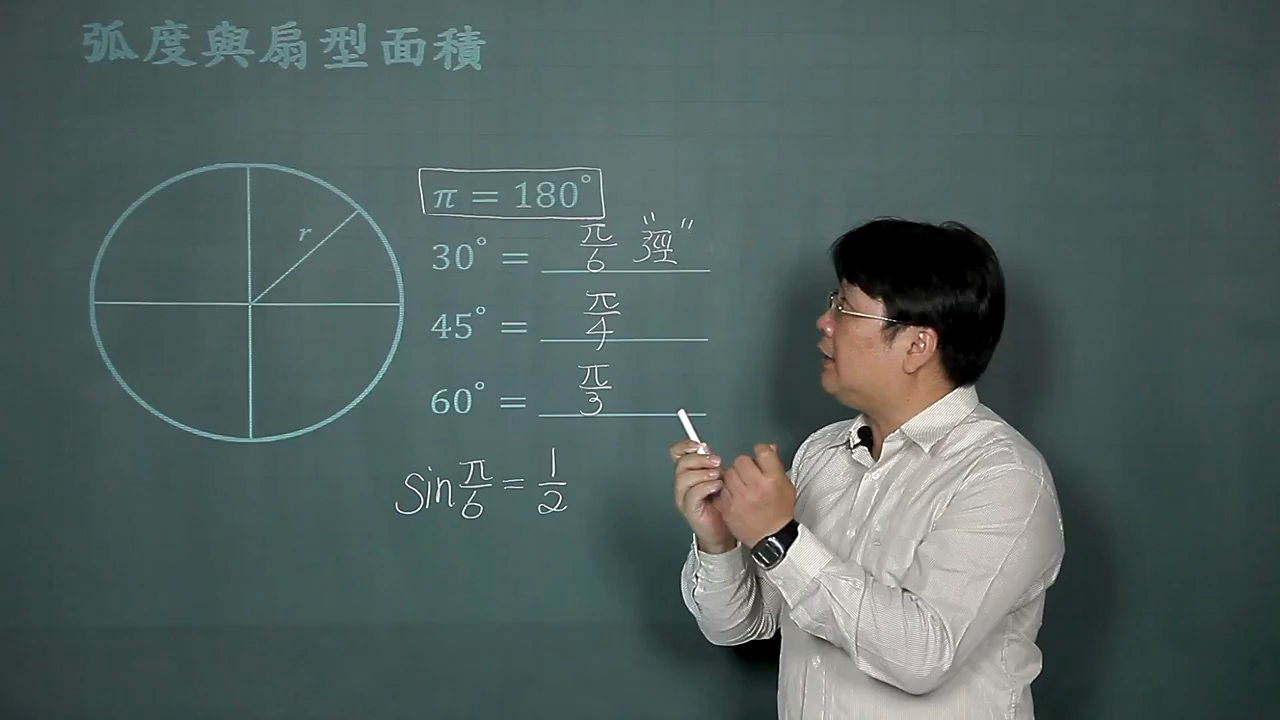 弧度與扇型面積
r
π = 180°
30° = π/6 "弳"
45° = π/4
60° = π/3
sin π/6 = 1/2